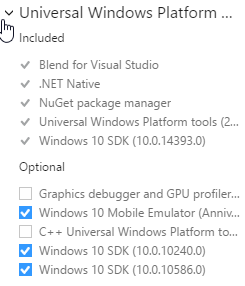 Universal Windows Platform ...
Included
Blend for Visual Studio
.NET Native
NuGet package manager
Universal Windows Platform tools (2...
Windows 10 SDK (10.0.14393.0)
Optional
Graphics debugger and GPU profiler...
Windows 10 Mobile Emulator (Anniv...
C++ Universal Windows Platform to...
Windows 10 SDK (10.0.10240.0)
Windows 10 SDK (10.0.10586.0)